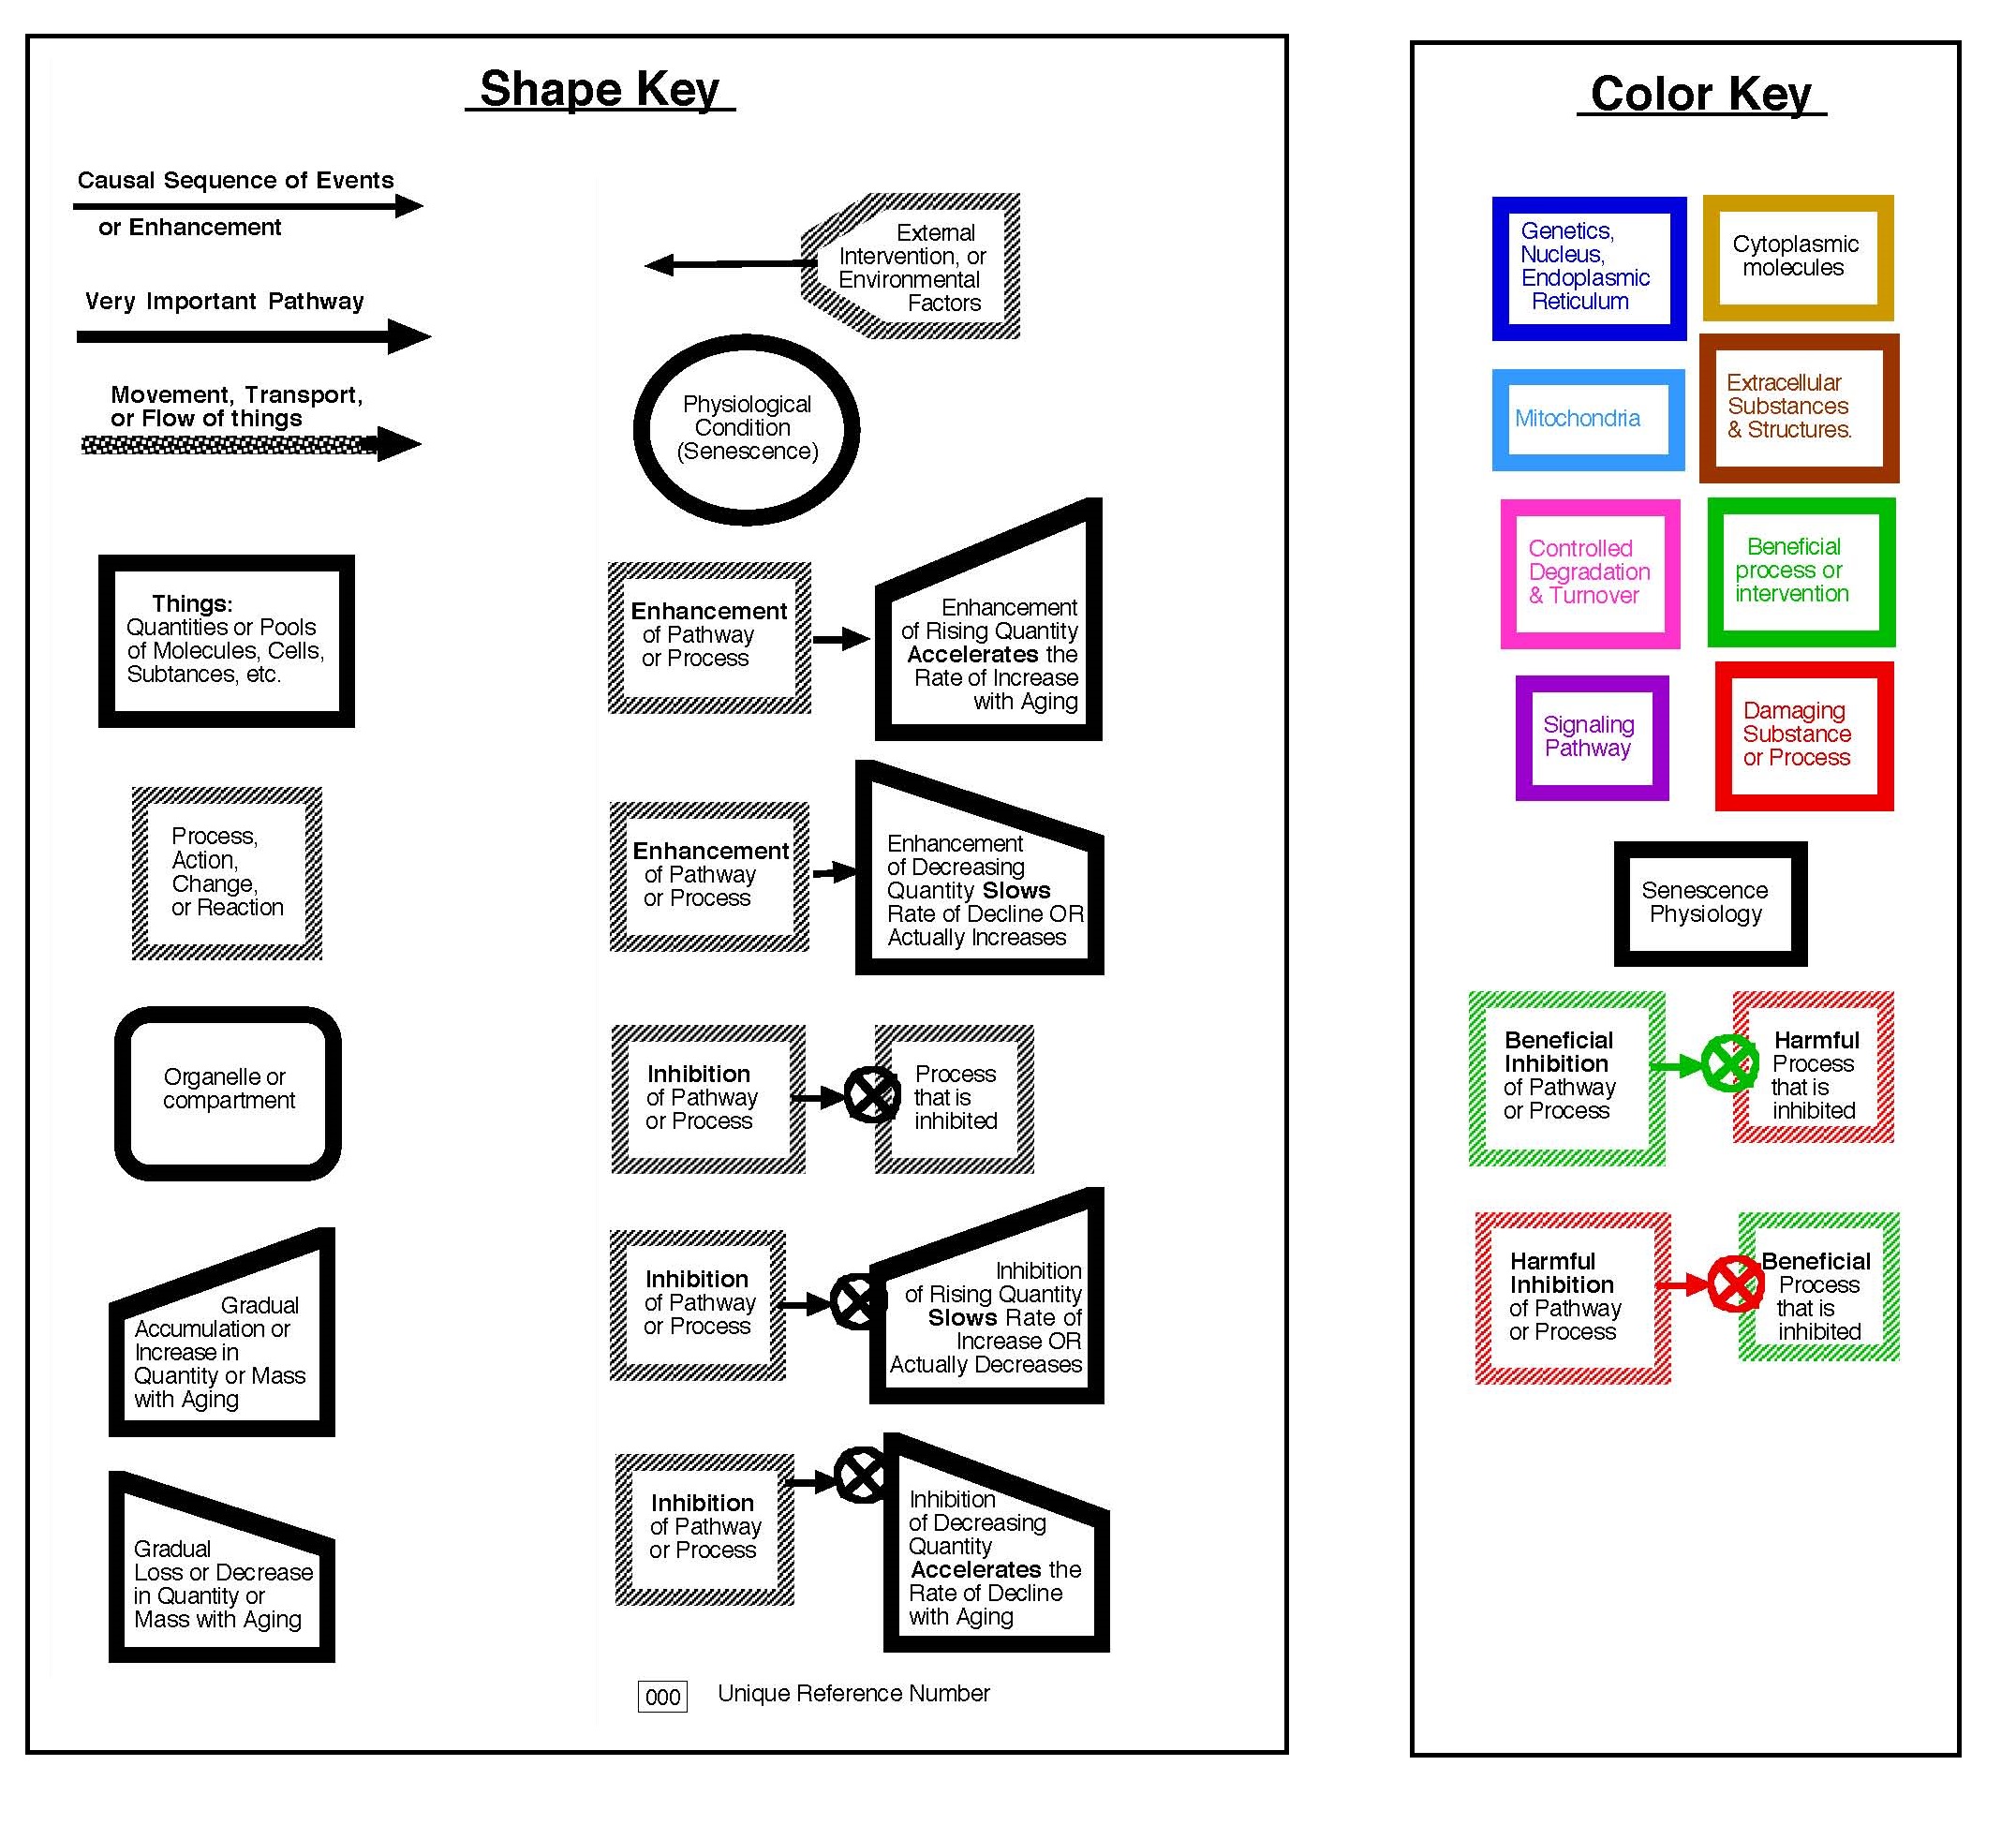 Shape Key
Causal Sequence of Events
or Enhancement
Very Important Pathway
Movement, Transport,
or Flow of things
Things:
Quantities or Pools
of Molecules, Cells,
Subtances, etc.
Process,
Action,
Change,
or Reaction
Organelle or
compartment
Gradual
Accumulation or
Increase in
Quantity or Mass
with Aging
Gradual
Loss or Decrease
in Quantity or
Mass with Aging
External
Intervention, or
Environmental
Factors
Physiological
Condition
(Senescence)
Enhancement
of Pathway
or Process
Enhancement
of Rising Quantity
Accelerates the
Rate of Increase
with Aging
Enhancement
of Pathway
or Process
Enhancement
of Decreasing
Quantity Slows
Rate of Decline OR
Actually Increases
Inhibition
of Pathway
or Process
Process
that is
inhibited
Inhibition
of Pathway
or Process
Inhibition
of Rising Quantity
Slows Rate of
Increase OR
Actually Decreases
Inhibition
of Pathway
or Process
Inhibition
of Decreasing
Quantity
Accelerates the
Rate of Decline
with Aging
000 Unique Reference Number
Color Key
Genetics,
Nucleus,
Endoplasmic
Reticulum
Cytoplasmic
molecules
Mitochondria
Extracellular
Substances
& Structures.
Controlled
Degradation
& Turnover
Beneficial
process or
intervention
Signaling
Pathway
Damaging
Substance
or Process
Senescence
Physiology
Beneficial
Inhibition
of Pathway
or Process
Harmful
Process
that is
inhibited
Harmful
Inhibition
of Pathway
or Process
Beneficial
Process
that is
inhibited